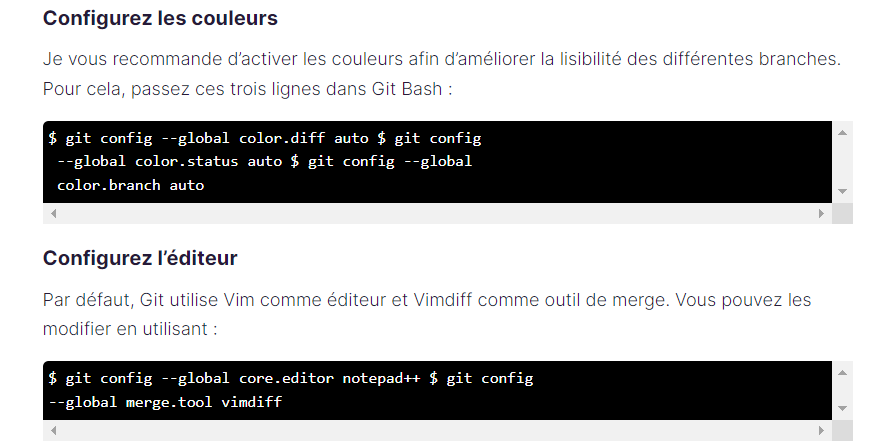 Configurez les couleurs
Je vous recommande d’activer les couleurs afin d’améliorer la lisibilité des différentes branches.
Pour cela, passez ces trois lignes dans Git Bash :
$ git config --global color.diff auto $ git config
--global color.status auto $ git config --global
color.branch auto
Configurez l’éditeur
Par défaut, Git utilise Vim comme éditeur et Vimdiff comme outil de merge. Vous pouvez les
modifier en utilisant :
$ git config --global core.editor notepad++ $ git config
--global merge.tool vimdiff